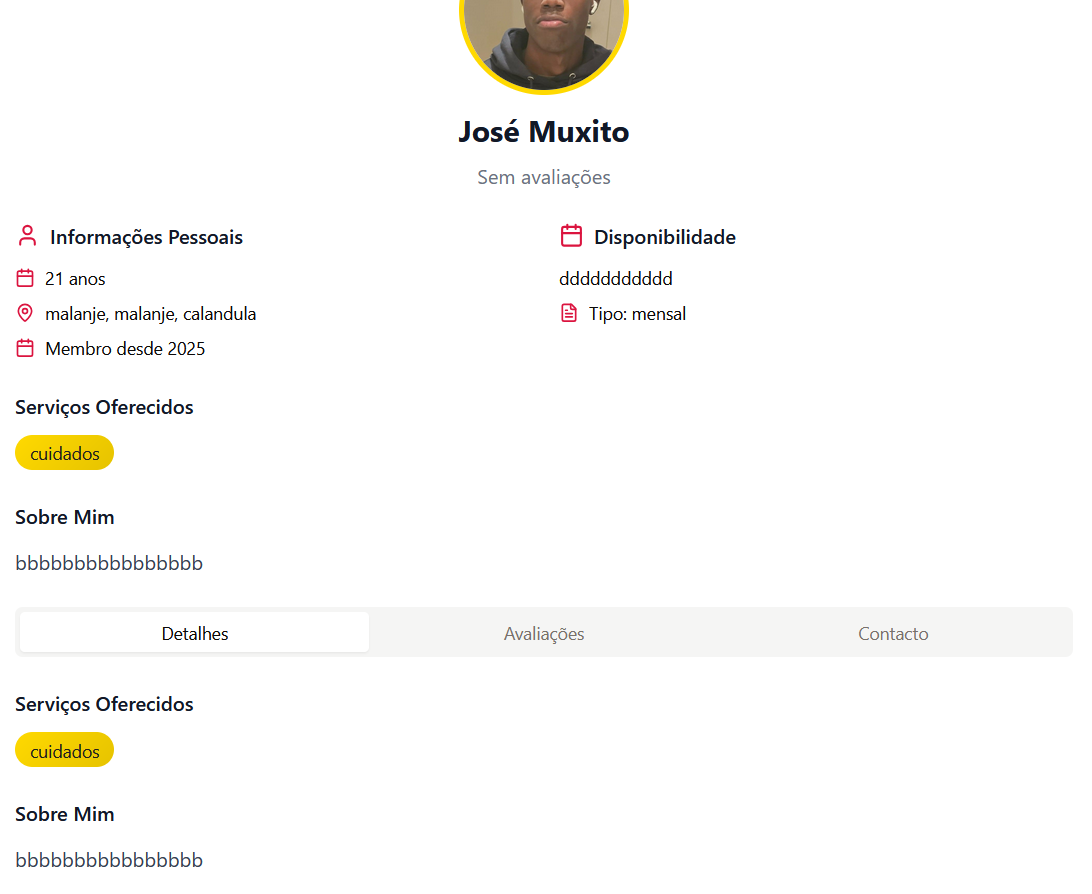 José Muxito
Sem avaliações
Informações Pessoais
21 anos
malanje, malanje, calandula
Membro desde 2025
Disponibilidade
ddddddddddd
Tipo: mensal
Serviços Oferecidos
cuidados
Sobre Mim
bbbbbbbbbbbbbbbb
Detalhes Avaliações Contacto
Serviços Oferecidos
cuidados
Sobre Mim
bbbbbbbbbbbbbbbb